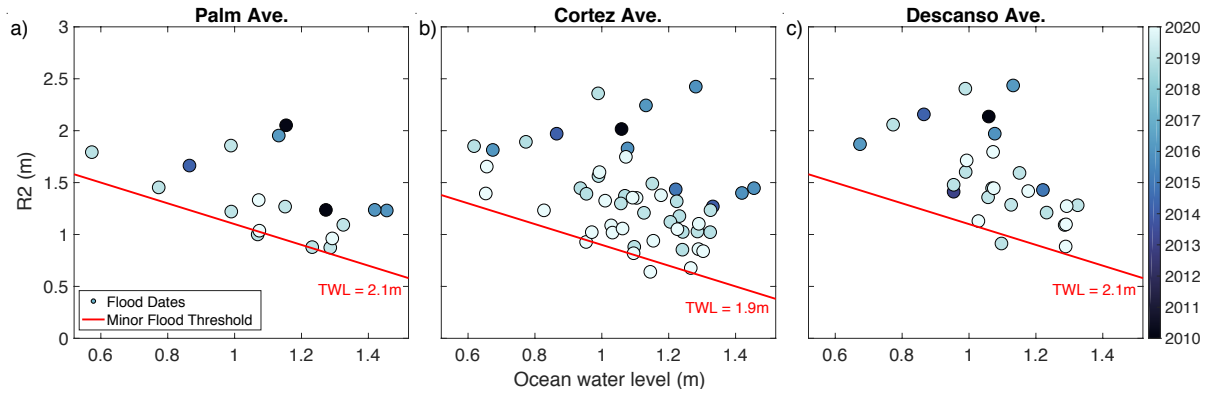 Palm Ave.
Cortez Ave.
Descanso Ave.
a)
b)
c)
R2 (m)
3
2.5
2
1.5
1
0.5
0
TWL = 2.1m
TWL = 1.9m
TWL = 2.1m
Flood Dates
Minor Flood Threshold
0.6 0.8 1 1.2 1.4
0.6 0.8 1 1.2 1.4
0.6 0.8 1 1.2 1.4
Ocean water level (m)
2020
2019
2018
2017
2016
2015
2014
2013
2012
2011
2010